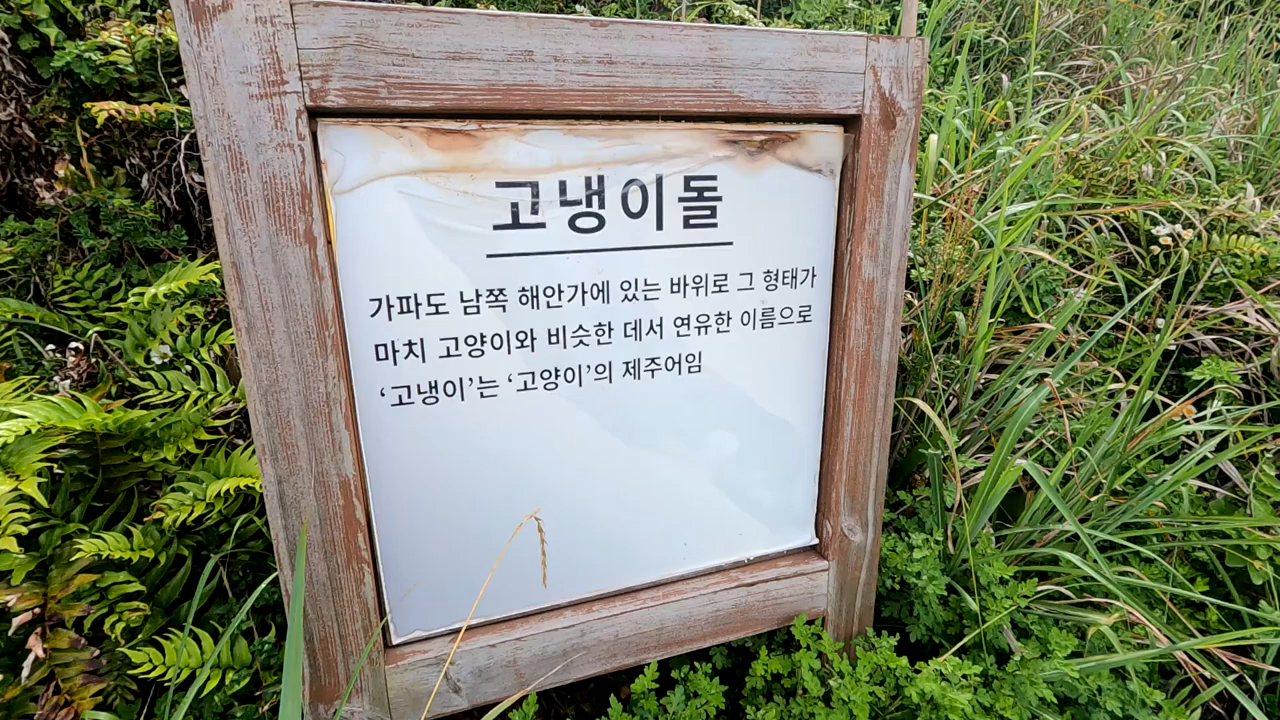 고냉이돌
가파도 남쪽 해안가에 있는 바위로 그 형태가
마치 고양이와 비슷한 데서 연유한 이름으로
‘고냉이’는 ‘고양이’의 제주어임